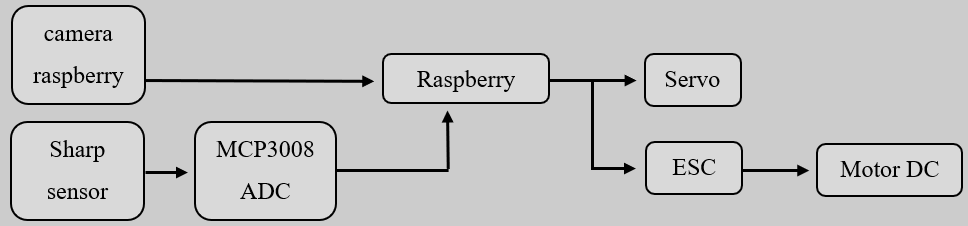 camera
raspberry
Raspberry
Servo
Sharp
sensor
MCP3008
ADC
ESC
Motor DC